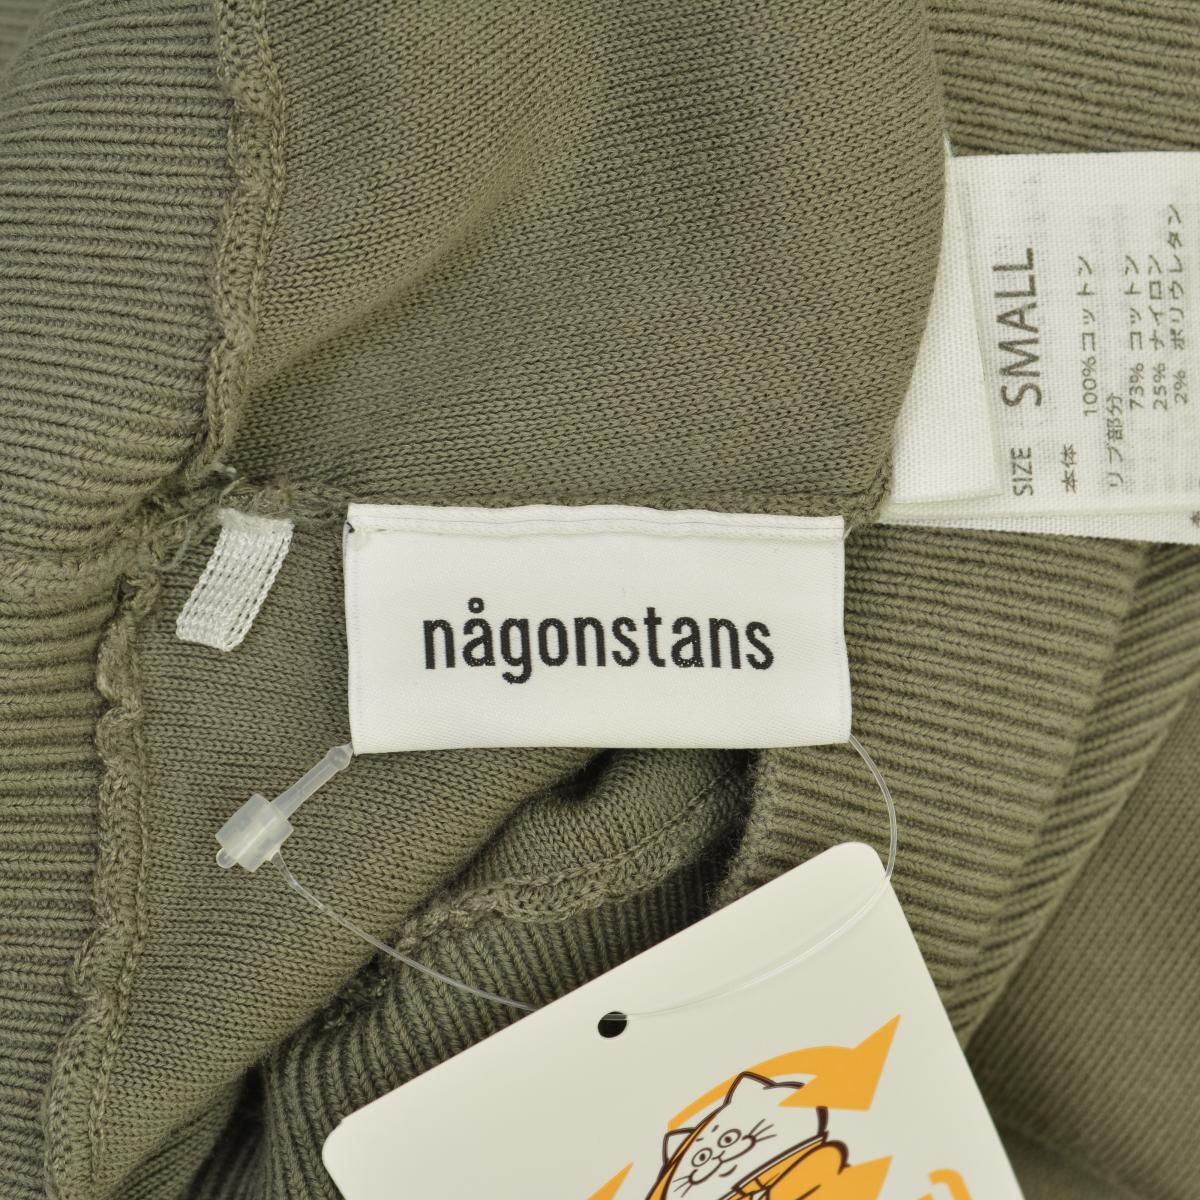 någonstans
SIZE SMALL
本体
100% コットン
リブ部分
73% コットン
25% ナイロン
2% ポリウレタン